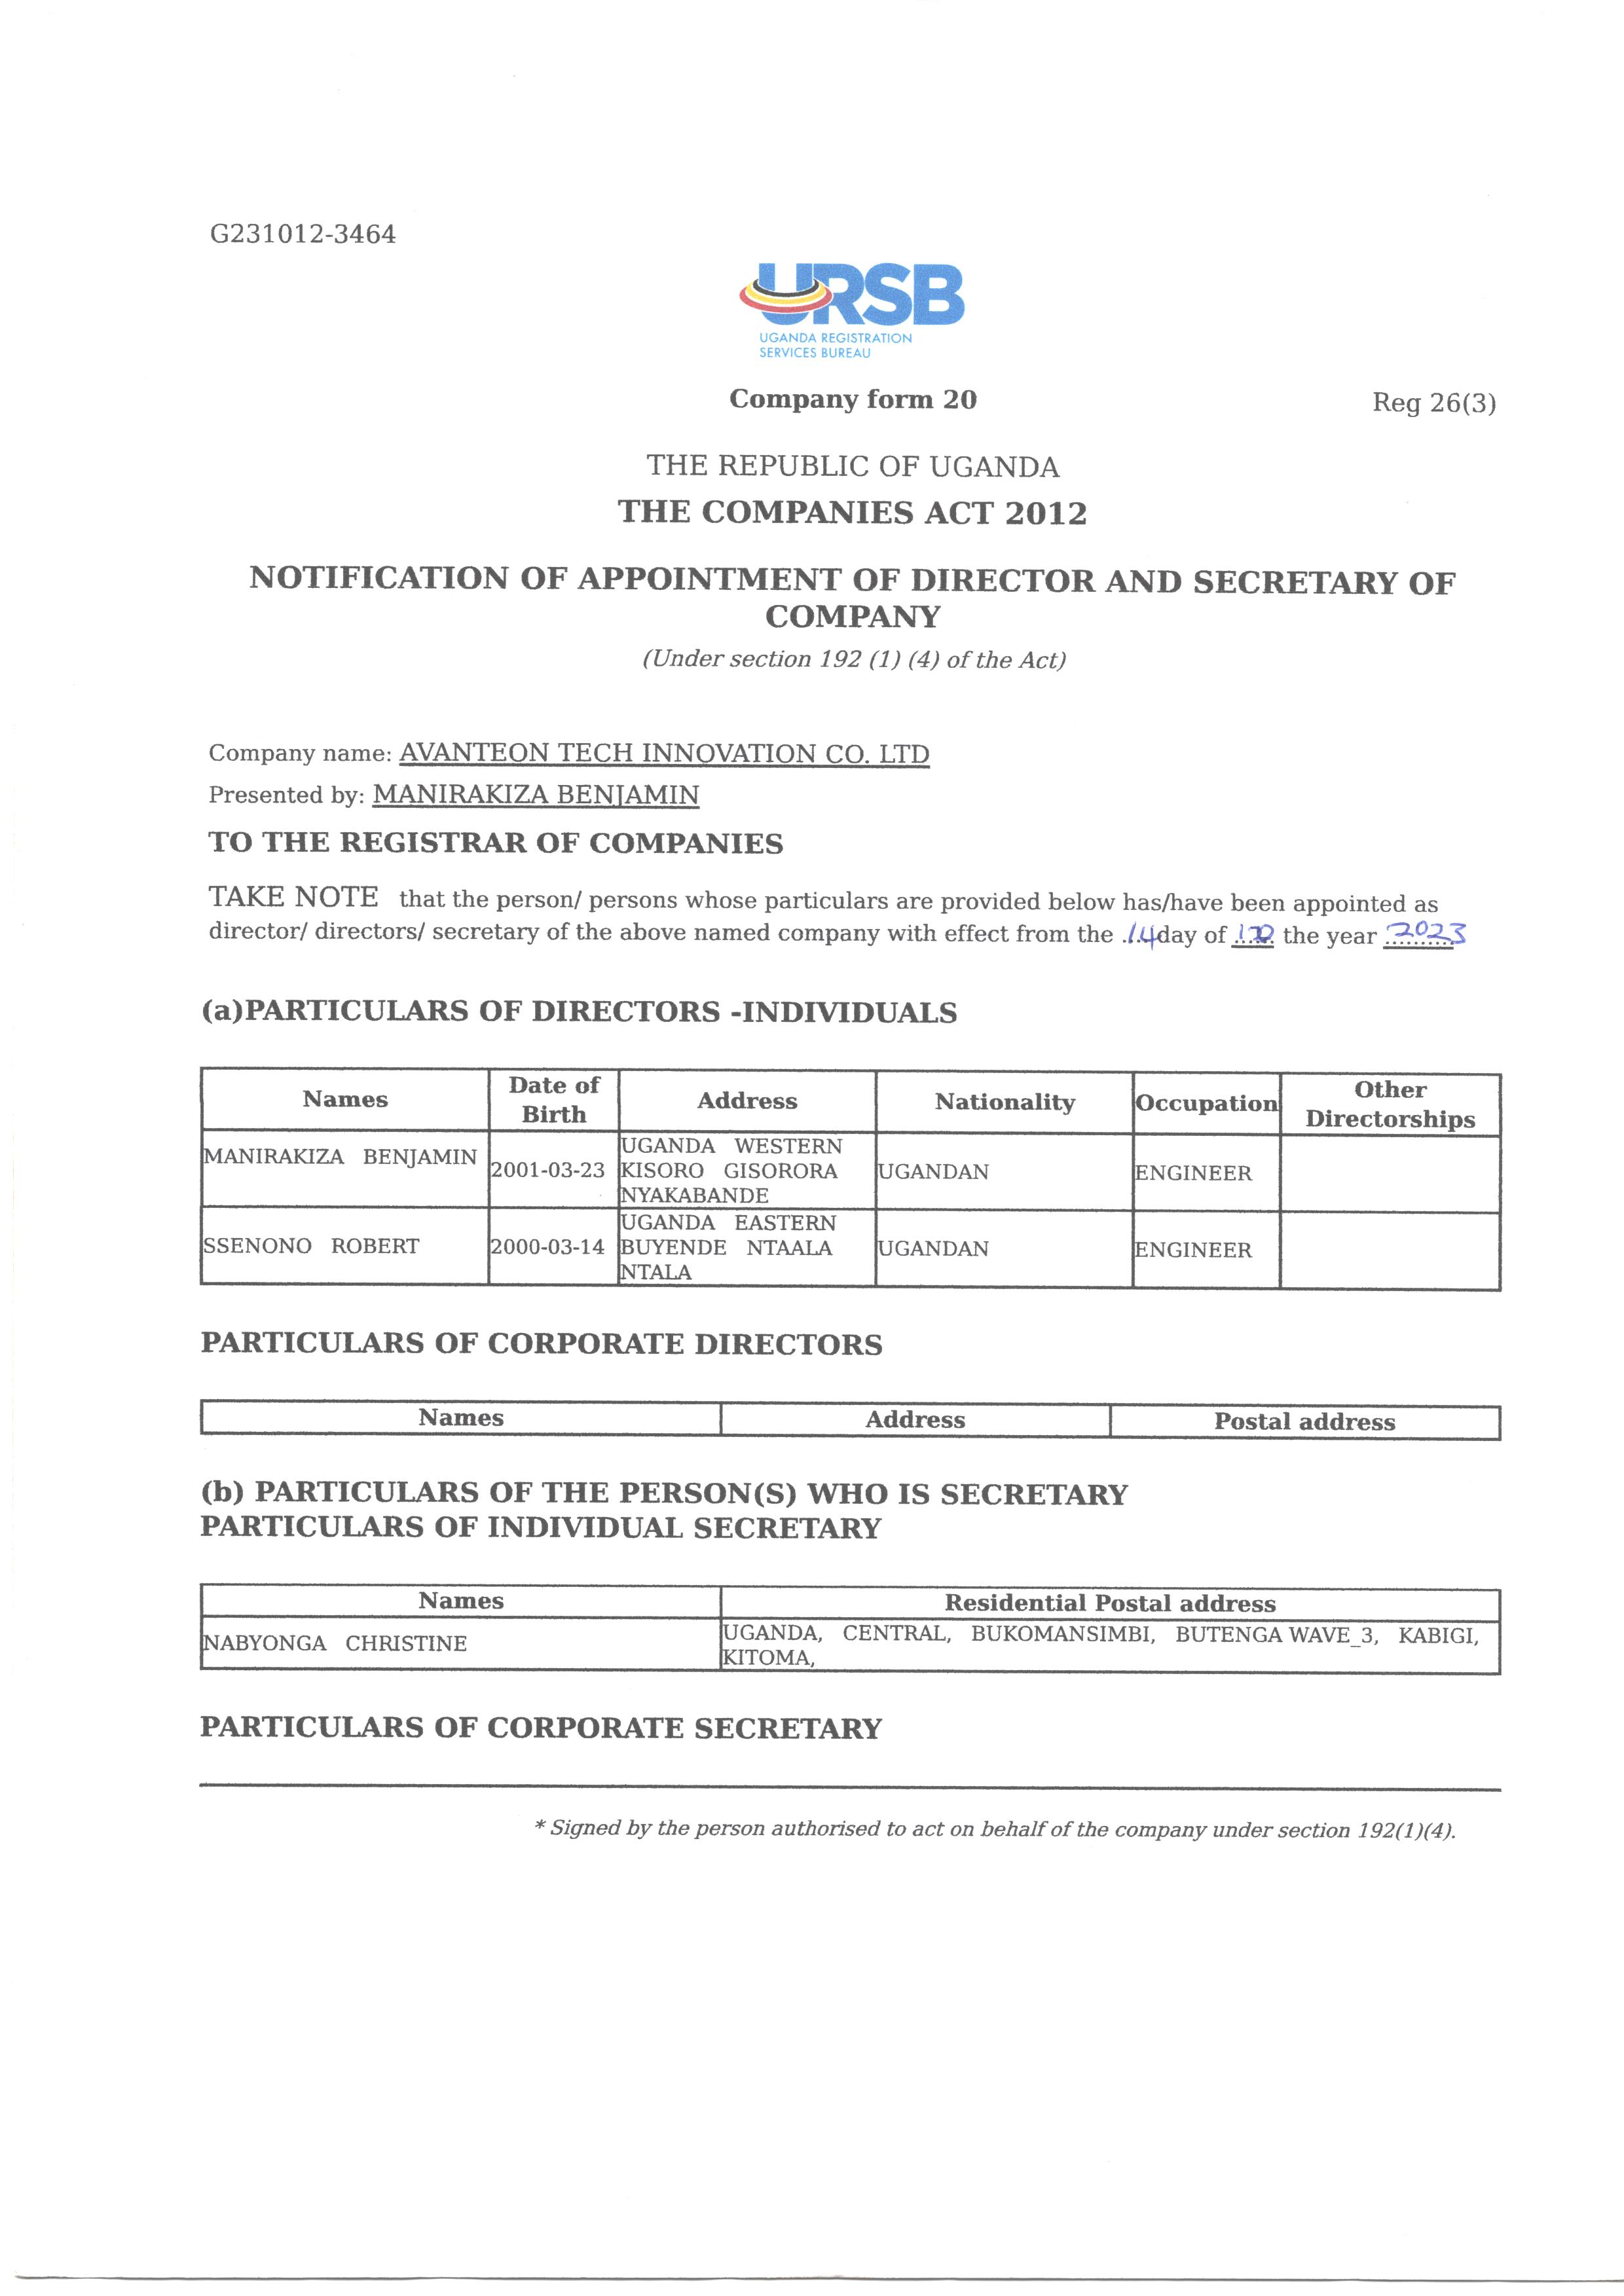 G231012-3464
URSB
UGANDA REGISTRATION
SERVICES BUREAU
Company form 20
Reg 26(3)
THE REPUBLIC OF UGANDA
THE COMPANIES ACT 2012
NOTIFICATION OF APPOINTMENT OF DIRECTOR AND SECRETARY OF
COMPANY
(Under section 192 (1) (4) of the Act)
Company name: AVANTEON TECH INNOVATION CO. LTD
Presented by: MANIRAKIZA BENJAMIN
TO THE REGISTRAR OF COMPANIES
TAKE NOTE that the person/ persons whose particulars are provided below has/have been appointed as
director/ directors/ secretary of the above named company with effect from the 14 day of the year 2023
(a)PARTICULARS OF DIRECTORS -INDIVIDUALS
Names Date of Birth Address Nationality Occupation Other Directorships
MANIRAKIZA BENJAMIN 2001-03-23 UGANDA WESTERN KISORO GISORORA NYAKABANDE UGANDAN ENGINEER
SSENONO ROBERT 2000-03-14 UGANDA EASTERN BUYENDE NTAALA NTALA UGANDAN ENGINEER
PARTICULARS OF CORPORATE DIRECTORS
Names Address Postal address
(b) PARTICULARS OF THE PERSON(S) WHO IS SECRETARY
PARTICULARS OF INDIVIDUAL SECRETARY
Names Residential Postal address
NABYONGA CHRISTINE UGANDA, CENTRAL, BUKOMANSIMBI, BUTENGA WAVE_3, KABIGI, KITOMA,
PARTICULARS OF CORPORATE SECRETARY
* Signed by the person authorised to act on behalf of the company under section 192(1)(4).